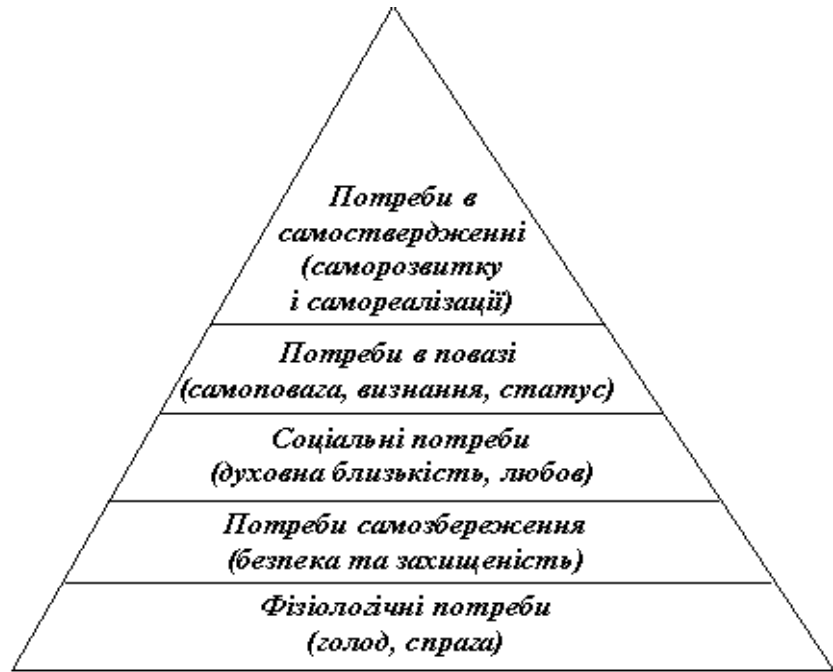 Потреби в
самоствердженні
(саморозвитку
і самореалізації)
Потреби в повазі
(самоповага, визнання, статус)
Соціальні потреби
(духовна близькість, любов)
Потреби самозбереження
(безпека та захищеність)
Фізіологічні потреби
(голод, спрага)